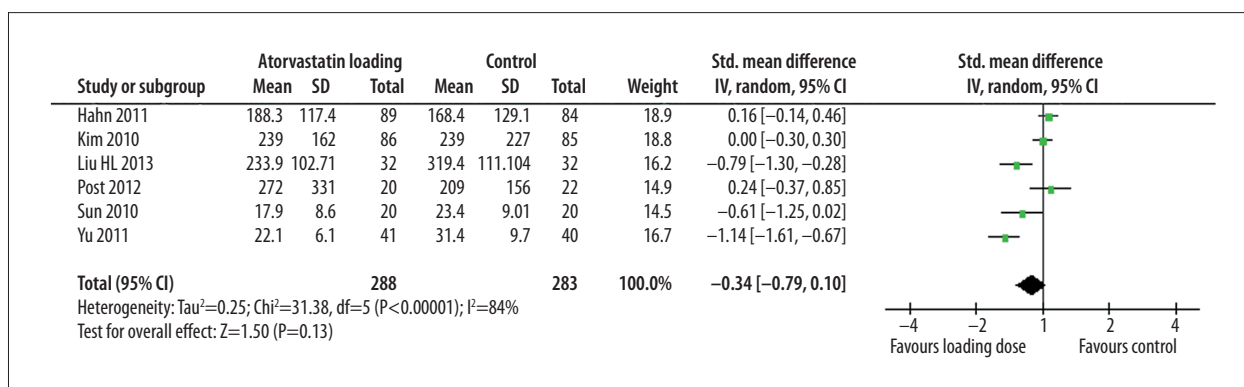 Atorvastatin loading Control Std. mean difference Std. mean difference
Study or subgroup Mean SD Total Mean SD Total Weight IV, random, 95% CI IV, random, 95% CI
Hahn 2011 188.3 117.4 89 168.4 129.1 84 18.9 0.16 [−0.14, 0.46]
Kim 2010 239 162 86 239 227 85 18.8 0.00 [−0.30, 0.30]
Liu HL 2013 233.9 102.71 32 319.4 111.104 32 16.2 −0.79 [−1.30, −0.28]
Post 2012 272 331 20 209 156 22 14.9 0.24 [−0.37, 0.85]
Sun 2010 17.9 8.6 20 23.4 9.01 20 14.5 −0.61 [−1.25, 0.02]
Yu 2011 22.1 6.1 41 31.4 9.7 40 16.7 −1.14 [−1.61, −0.67]
Total (95% CI) 288 283 100.0% −0.34 [−0.79, 0.10]
Heterogeneity: Tau²=0.25; Chi²=31.38, df=5 (P<0.00001); I²=84%
Test for overall effect: Z=1.50 (P=0.13)
−4 −2 1 2 4
Favours loading dose Favours control